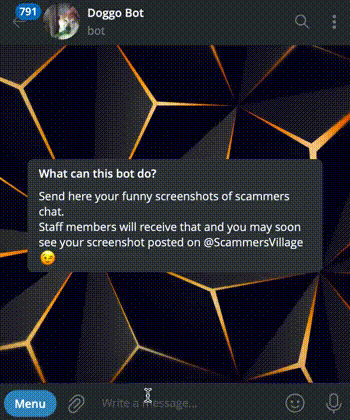 791
Doggo Bot
bot
What can this bot do?
Send here your funny screenshots of scammers
chat.
Staff members will receive that and you may soon
see your screenshot posted on @ScammersVillage
😉
Menu
Write a message...